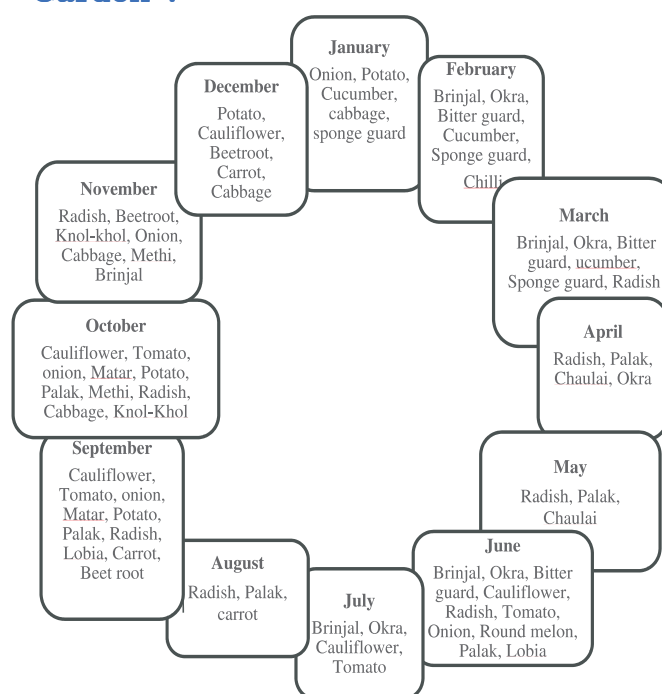 January
Onion, Potato,
Cucumber,
cabbage,
sponge guard
February
Brinjal, Okra,
Bitter guard,
Cucumber,
Sponge guard,
Chilli
March
Brinjal, Okra, Bitter
guard, ucumber,
Sponge guard, Radish
April
Radish, Palak,
Chaulai, Okra
May
Radish, Palak,
Chaulai
June
Brinjal, Okra, Bitter
guard, Cauliflower,
Radish, Tomato,
Onion, Round melon,
Palak, Lobia
July
Brinjal, Okra,
Cauliflower,
Tomato
August
Radish, Palak,
carrot
September
Cauliflower,
Tomato, onion,
Matar, Potato,
Palak, Radish,
Lobia, Carrot,
Beet root
October
Cauliflower, Tomato,
onion, Matar, Potato,
Palak, Methi, Radish,
Cabbage, Knol-Khol
November
Radish, Beetroot,
Knol-khol, Onion,
Cabbage, Methi,
Brinjal
December
Potato,
Cauliflower,
Beetroot,
Carrot,
Cabbage